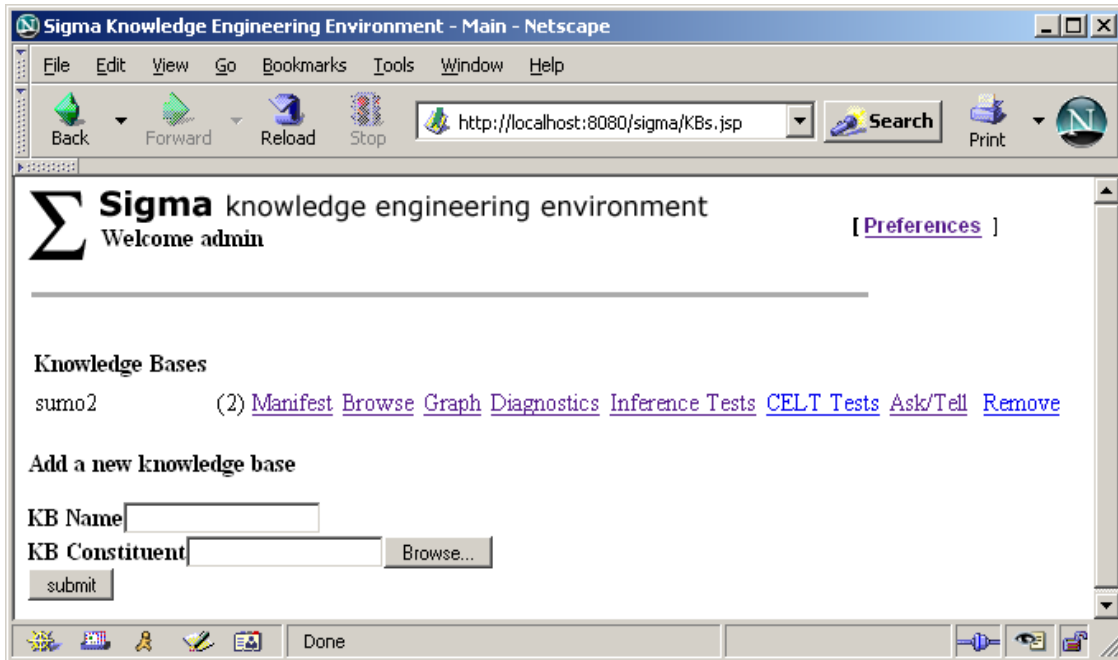 Sigma Knowledge Engineering Environment - Main - Netscape
File Edit View Go Bookmarks Tools Window Help
Back Forward Reload Stop http://localhost:8080/sigma/KBs.jsp Search Print N
Σ Sigma knowledge engineering environment
Welcome admin [ Preferences ]
Knowledge Bases
sumo2 (2) Manifest Browse Graph Diagnostics Inference Tests CELT Tests Ask/Tell Remove
Add a new knowledge base
KB Name
KB Constituent Browse...
submit
Done